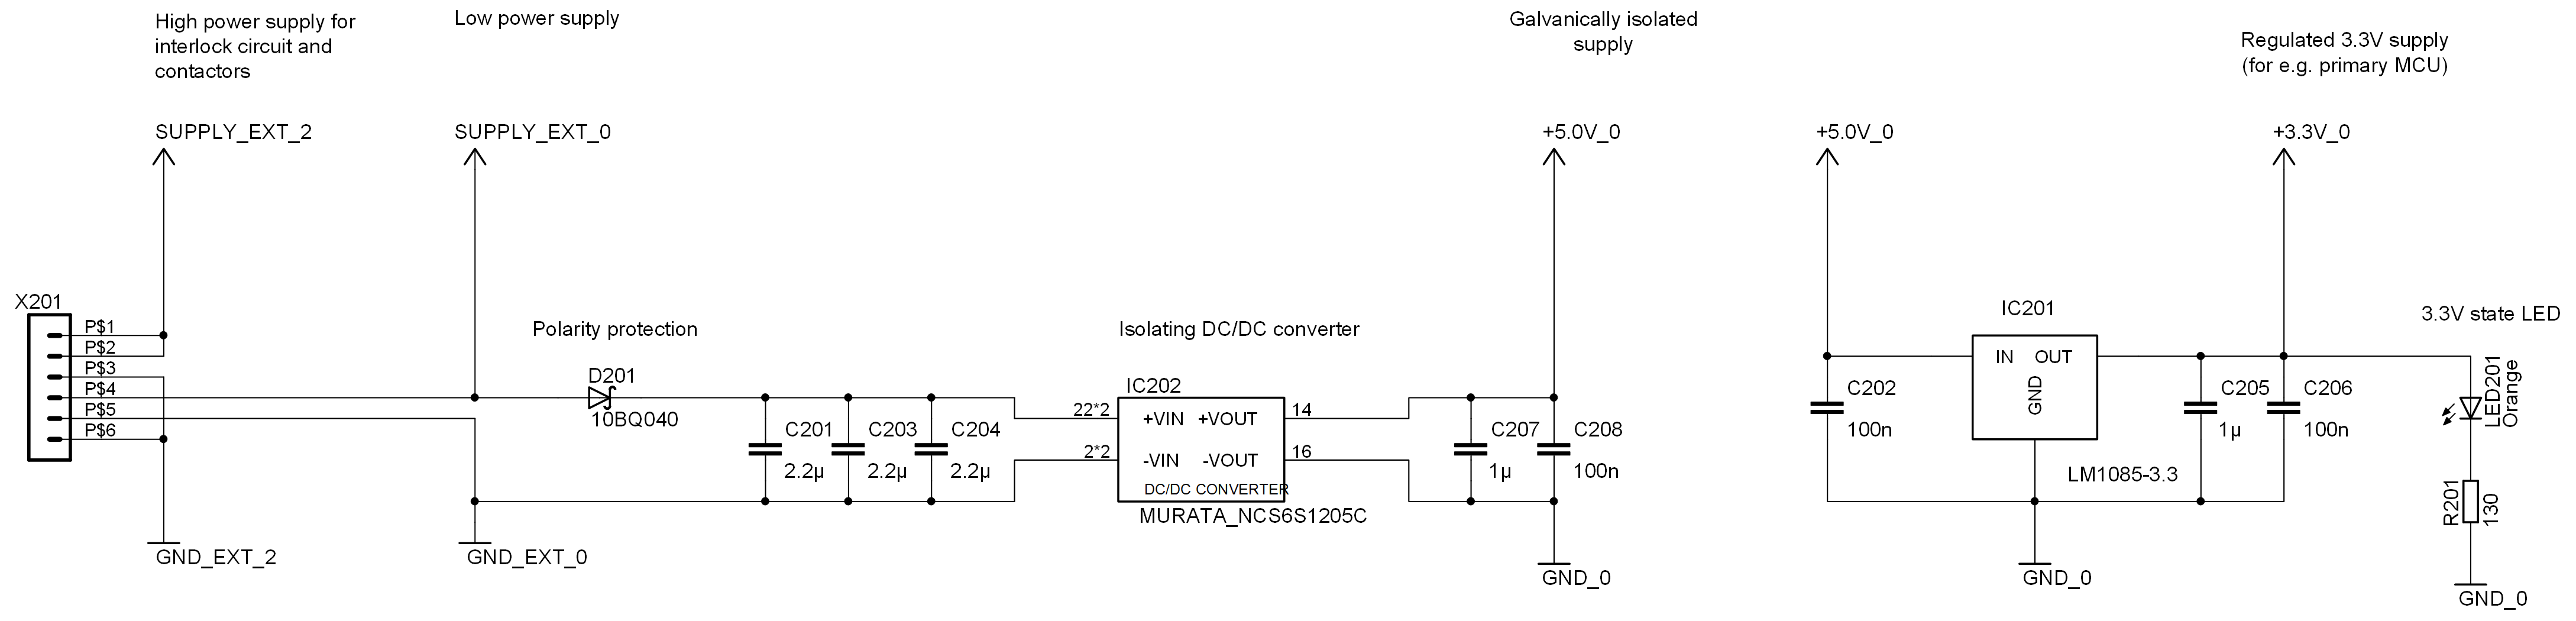 High power supply for
interlock circuit and
contactors
Low power supply
Galvanically isolated
supply
Regulated 3.3V supply
(for e.g. primary MCU)
SUPPLY_EXT_2
SUPPLY_EXT_0
+5.0V_0
+5.0V_0
+3.3V_0
X201
P$1
P$2
P$3
P$4
P$5
P$6
GND_EXT_2
GND_EXT_0
Polarity protection
D201
10BQ040
C201
2.2µ
C203
2.2µ
C204
2.2µ
Isolating DC/DC converter
IC202
22*2
+VIN +VOUT
14
2*2
-VIN -VOUT
16
DC/DC CONVERTER
MURATA_NCS6S1205C
C207
1µ
C208
100n
GND_0
C202
100n
IC201
IN OUT
GND
LM1085-3.3
GND_0
C205
1µ
C206
100n
3.3V state LED
LED201
Orange
R201
130
GND_0